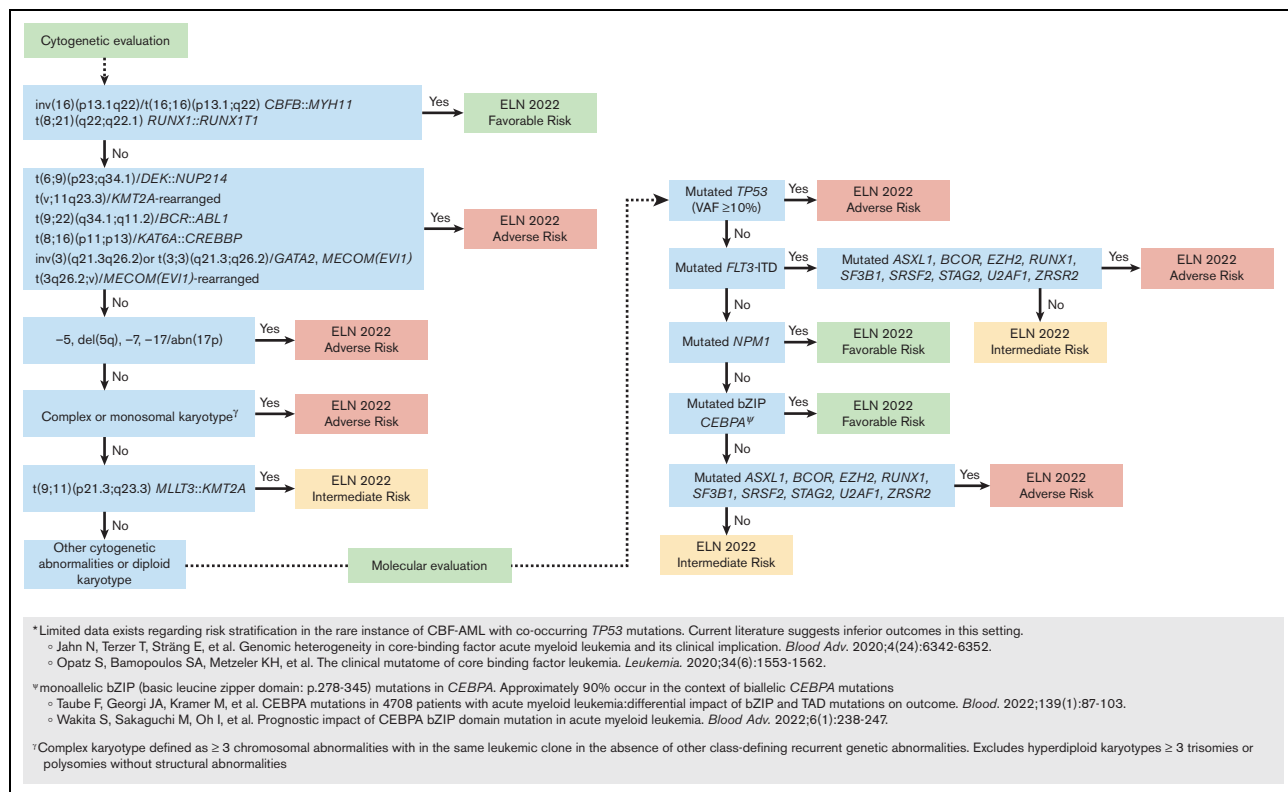 Cytogenetic evaluation
inv(16)(p13.1q22)/t(16;16)(p13.1;q22) CBFB::MYH11
t(8;21)(q22;q22.1) RUNX1::RUNX1T1
Yes
ELN 2022
Favorable Risk
No
t(6;9)(p23;q34.1)/DEK::NUP214
t(v;11q23.3)/KMT2A-rearranged
t(9;22)(q34.1;q11.2)/BCR::ABL1
t(8;16)(p11;p13)/KAT6A::CREBBP
inv(3)(q21.3q26.2)or t(3;3)(q21.3;q26.2)/GATA2, MECOM(EVI1)
t(3q26.2;v)/MECOM(EVI1)-rearranged
Yes
ELN 2022
Adverse Risk
No
−5, del(5q), −7, −17/abn(17p)
Yes
ELN 2022
Adverse Risk
No
Complex or monosomal karyotypeᵞ
Yes
ELN 2022
Adverse Risk
No
t(9;11)(p21.3;q23.3) MLLT3::KMT2A
Yes
ELN 2022
Intermediate Risk
No
Other cytogenetic
abnormalities or diploid
karyotype
Molecular evaluation
Mutated TP53
(VAF ≥10%)
Yes
ELN 2022
Adverse Risk
No
Mutated FLT3-ITD
Yes
Mutated ASXL1, BCOR, EZH2, RUNX1,
SF3B1, SRSF2, STAG2, U2AF1, ZRSR2
Yes
ELN 2022
Adverse Risk
No
ELN 2022
Intermediate Risk
No
Mutated NPM1
Yes
ELN 2022
Favorable Risk
No
Mutated bZIP
CEBPAᴪ
Yes
ELN 2022
Favorable Risk
No
Mutated ASXL1, BCOR, EZH2, RUNX1,
SF3B1, SRSF2, STAG2, U2AF1, ZRSR2
Yes
ELN 2022
Adverse Risk
No
ELN 2022
Intermediate Risk
*Limited data exists regarding risk stratification in the rare instance of CBF-AML with co-occurring TP53 mutations. Current literature suggests inferior outcomes in this setting.
◦ Jahn N, Terzer T, Sträng E, et al. Genomic heterogeneity in core-binding factor acute myeloid leukemia and its clinical implication. Blood Adv. 2020;4(24):6342-6352.
◦ Opatz S, Bamopoulos SA, Metzeler KH, et al. The clinical mutatome of core binding factor leukemia. Leukemia. 2020;34(6):1553-1562.
ᴪmonoallelic bZIP (basic leucine zipper domain: p.278-345) mutations in CEBPA. Approximately 90% occur in the context of biallelic CEBPA mutations
◦ Taube F, Georgi JA, Kramer M, et al. CEBPA mutations in 4708 patients with acute myeloid leukemia:differential impact of bZIP and TAD mutations on outcome. Blood. 2022;139(1):87-103.
◦ Wakita S, Sakaguchi M, Oh I, et al. Prognostic impact of CEBPA bZIP domain mutation in acute myeloid leukemia. Blood Adv. 2022;6(1):238-247.
ᵞComplex karyotype defined as ≥ 3 chromosomal abnormalities with in the same leukemic clone in the absence of other class-defining recurrent genetic abnormalities. Excludes hyperdiploid karyotypes ≥ 3 trisomies or
polysomies without structural abnormalities